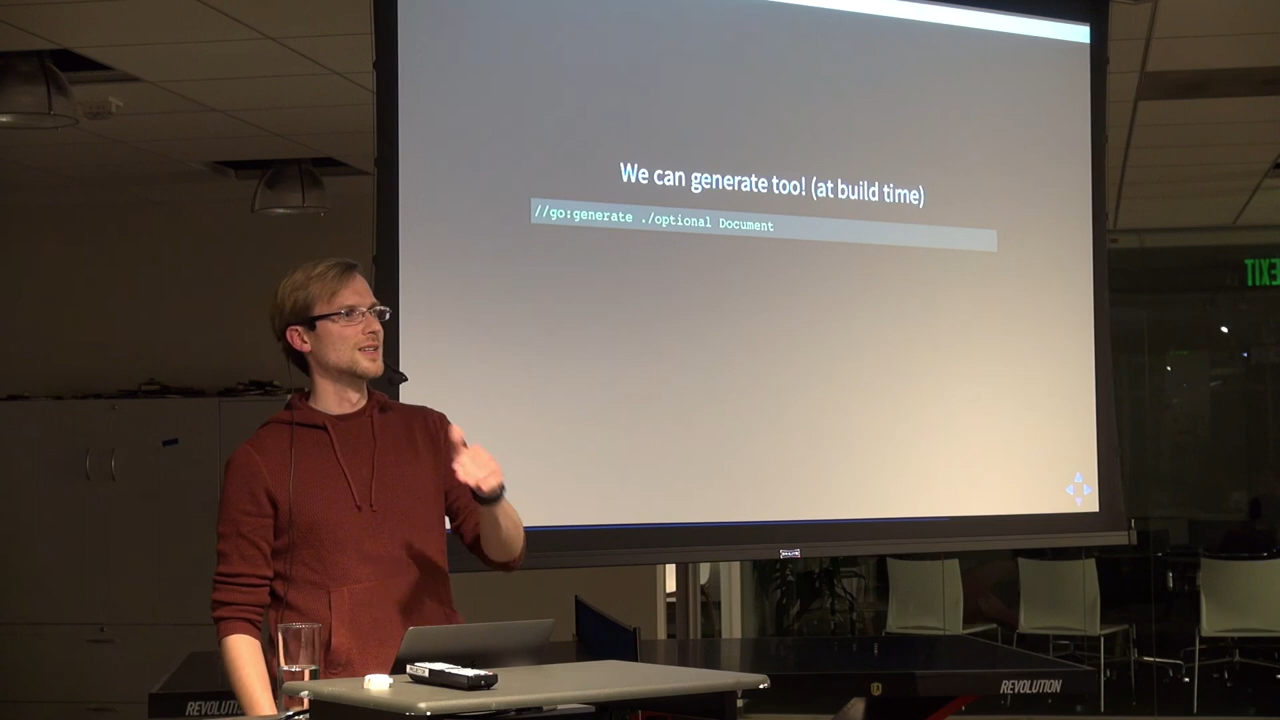 We can generate too! (at build time)
//go:generate ./optional Document
EXIT
REVOLUTION
REVOLUTION